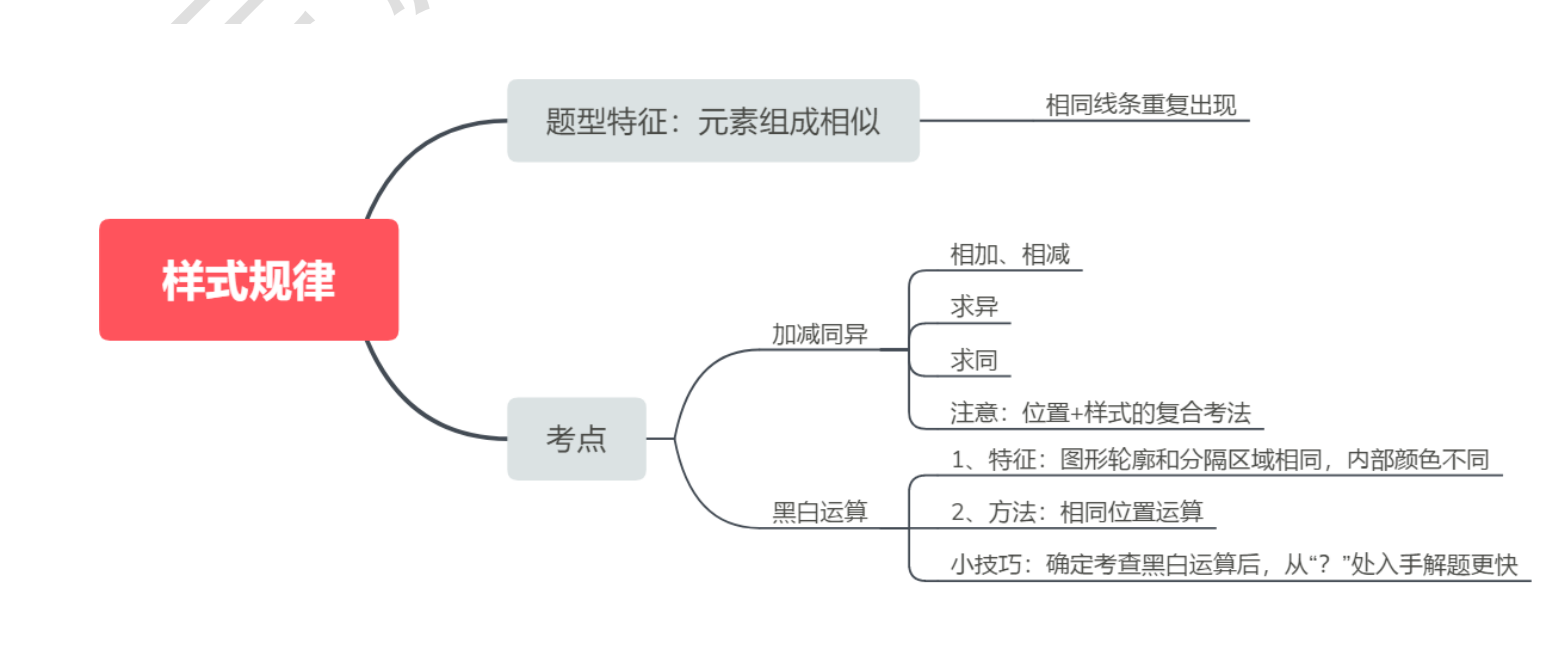 样式规律
题型特征：元素组成相似
相同线条重复出现
考点
加减同异
相加、相减
求异
求同
注意：位置+样式的复合考法
黑白运算
1、特征：图形轮廓和分隔区域相同，内部颜色不同
2、方法：相同位置运算
小技巧：确定考查黑白运算后，从“？”处入手解题更快